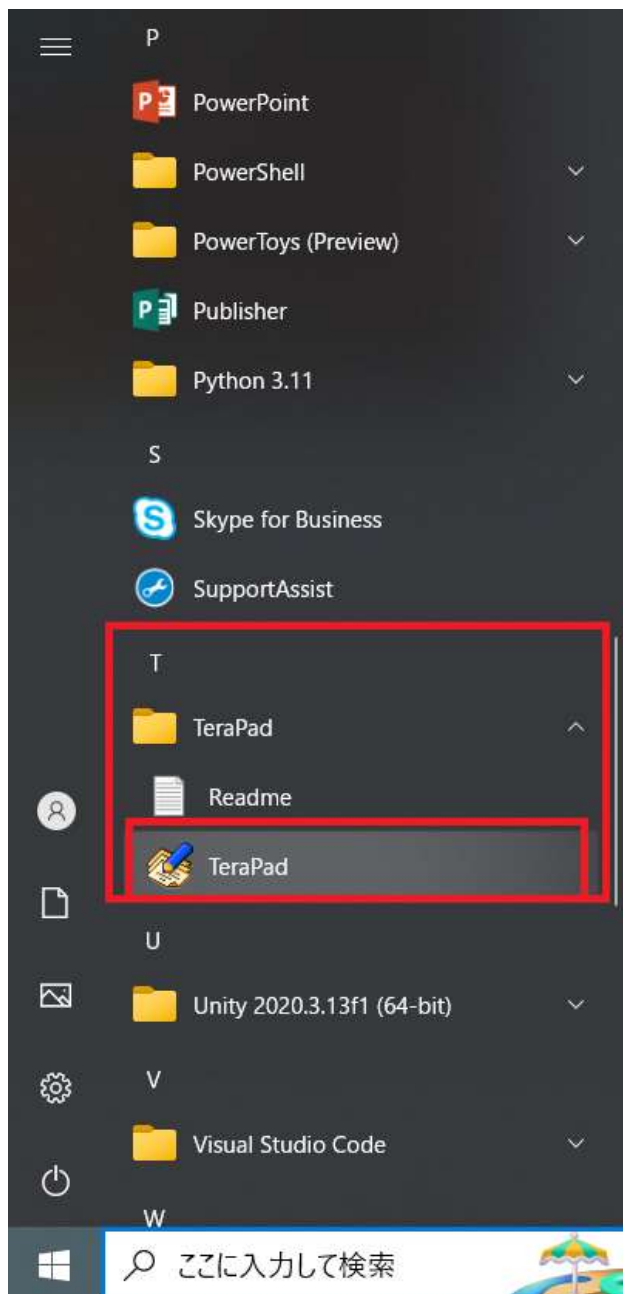 P
PowerPoint
PowerShell
PowerToys (Preview)
Publisher
Python 3.11
S
Skype for Business
SupportAssist
T
TeraPad
Readme
TeraPad
U
Unity 2020.3.13f1 (64-bit)
V
Visual Studio Code
W
ここに入力して検索